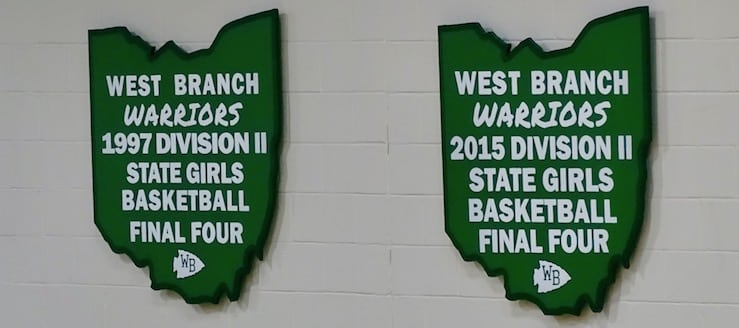 WEST BRANCH
WARRIORS
1997 DIVISION II
STATE GIRLS
BASKETBALL
FINAL FOUR
WB
WEST BRANCH
WARRIORS
2015 DIVISION II
STATE GIRLS
BASKETBALL
FINAL FOUR
WB